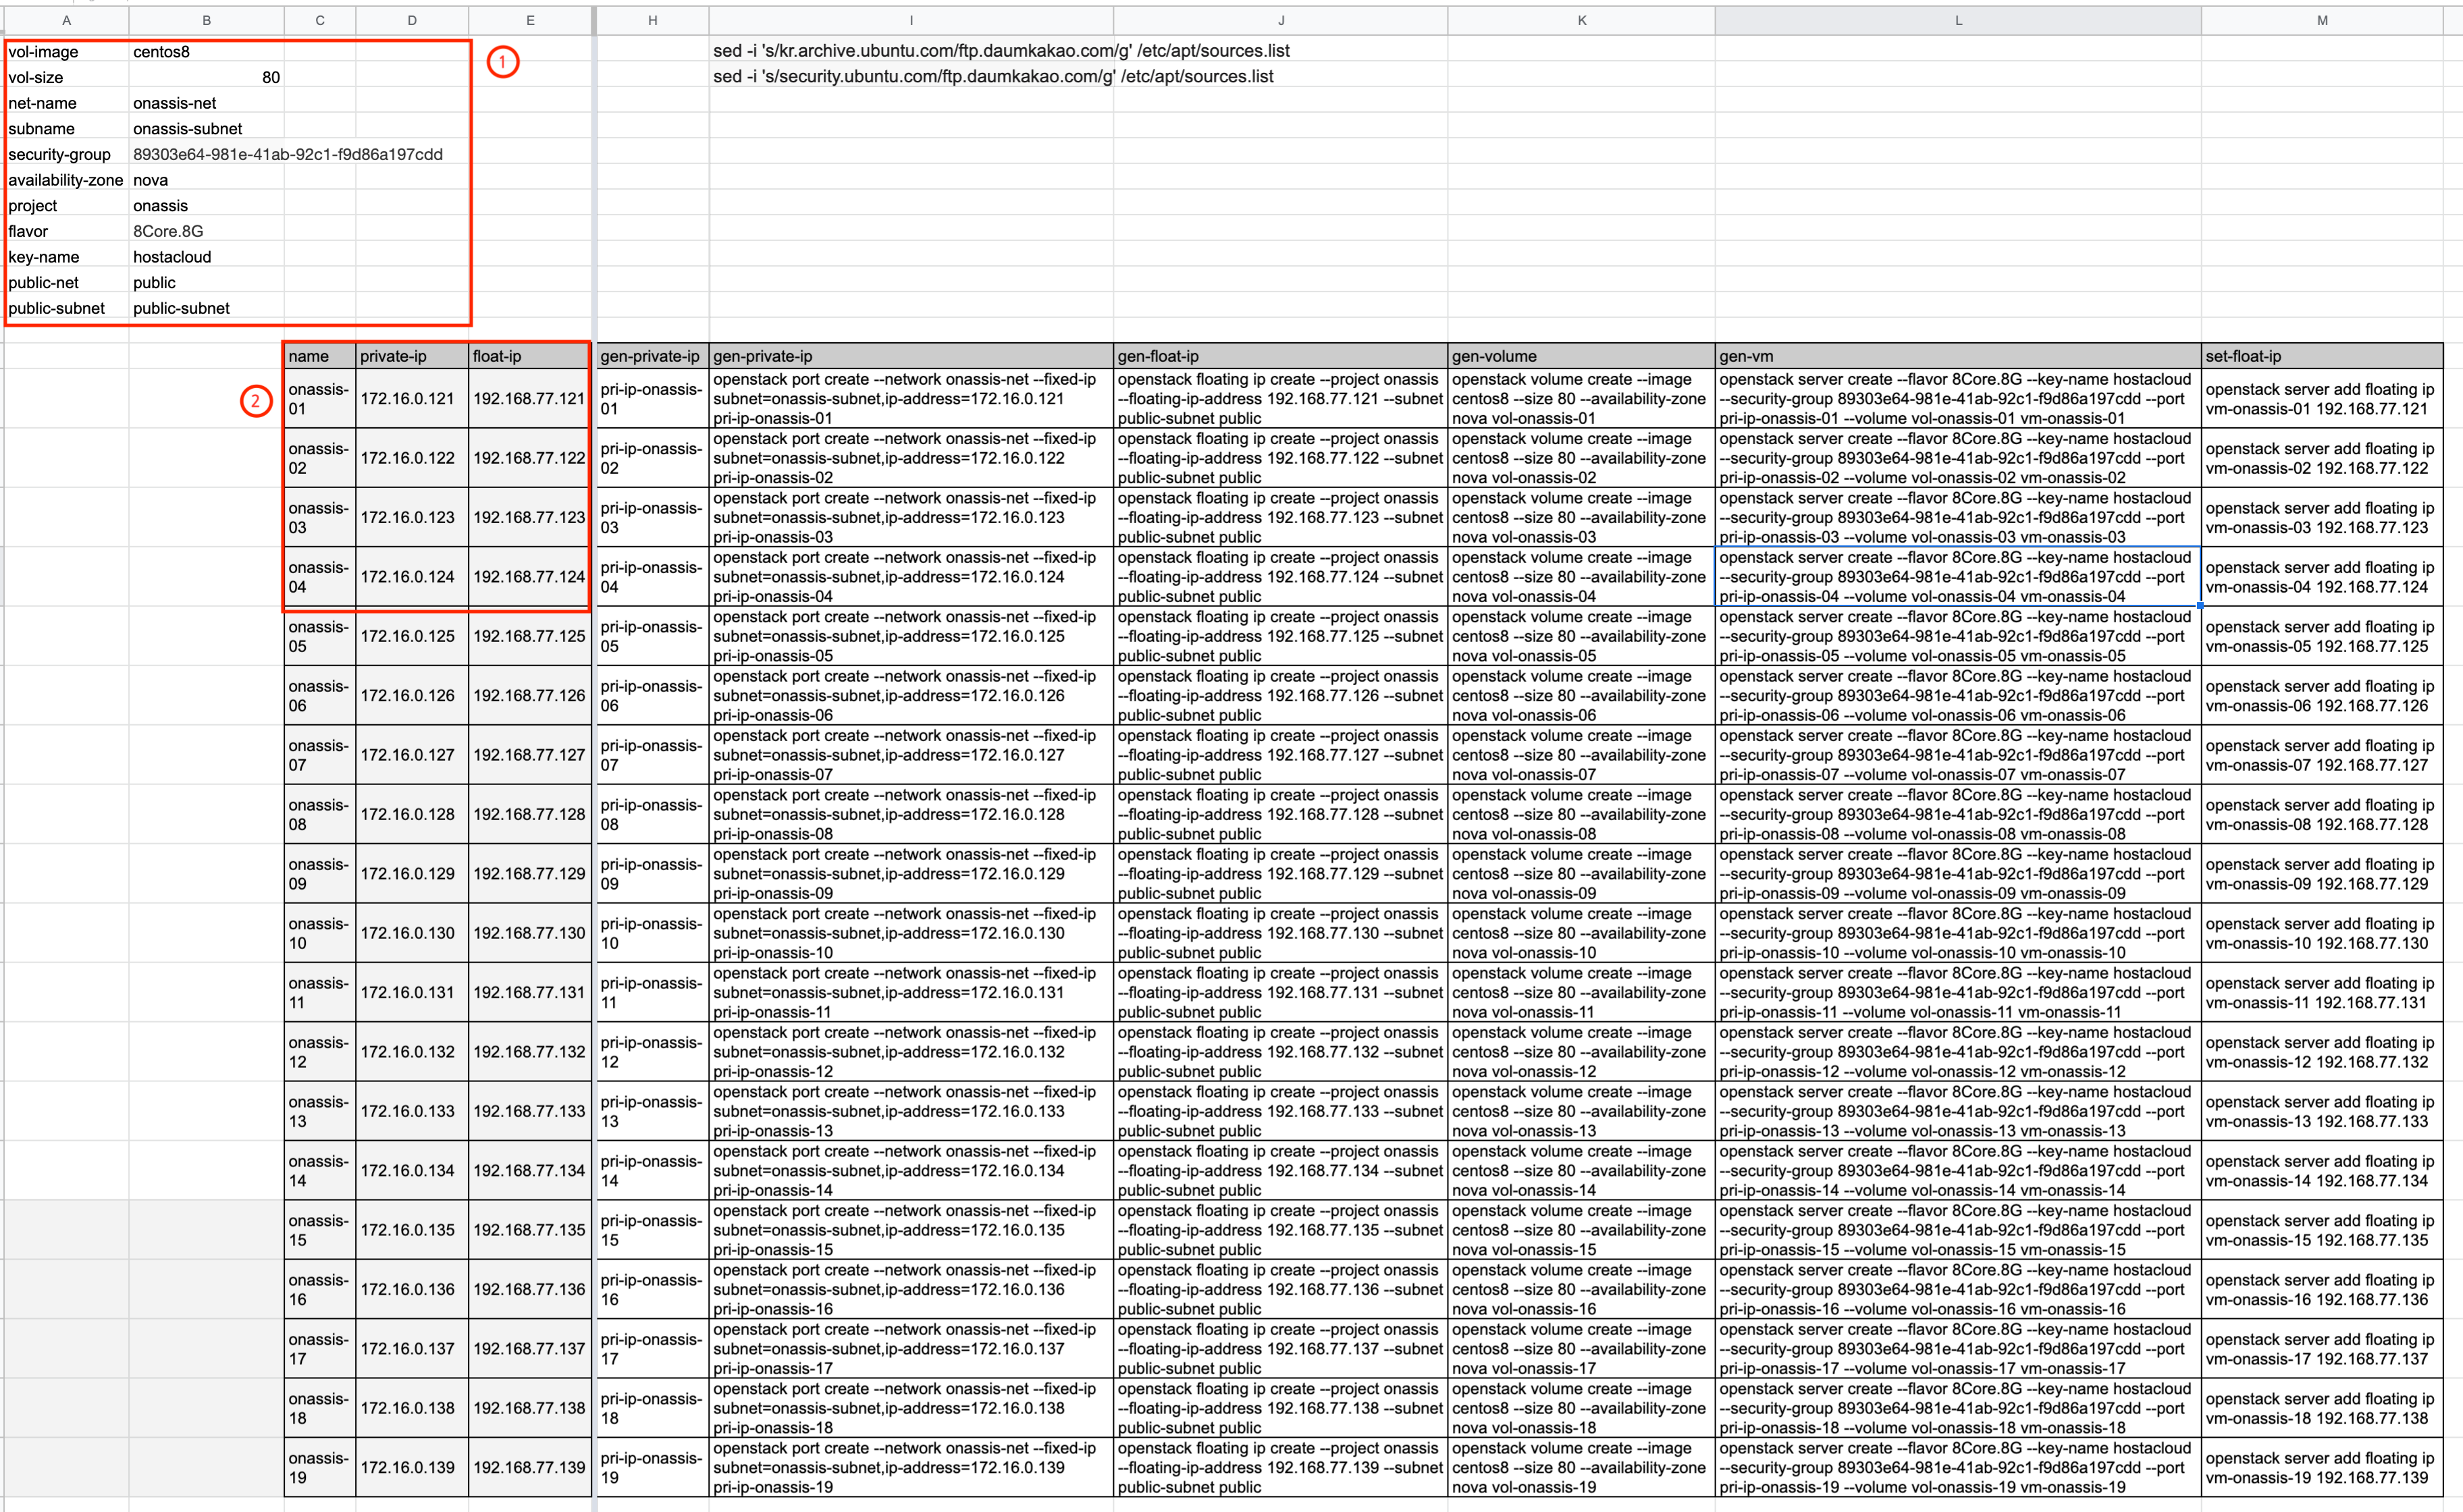 A B C D E H I J K L M
vol-image centos8 ① sed -i 's/kr.archive.ubuntu.com/ftp.daumkakao.com/g' /etc/apt/sources.list
vol-size 80 sed -i 's/security.ubuntu.com/ftp.daumkakao.com/g' /etc/apt/sources.list
net-name onassis-net
subname onassis-subnet
security-group 89303e64-981e-41ab-92c1-f9d86a197cdd
availability-zone nova
project onassis
flavor 8Core.8G
key-name hostacloud
public-net public
public-subnet public-subnet
name private-ip float-ip gen-private-ip gen-private-ip gen-float-ip gen-volume gen-vm set-float-ip
② onassis-01 172.16.0.121 192.168.77.121 pri-ip-onassis-01 openstack port create --network onassis-net --fixed-ip subnet=onassis-subnet,ip-address=172.16.0.121 pri-ip-onassis-01 openstack floating ip create --project onassis --floating-ip-address 192.168.77.121 --subnet public-subnet public openstack volume create --image centos8 --size 80 --availability-zone nova vol-onassis-01 openstack server create --flavor 8Core.8G --key-name hostacloud --security-group 89303e64-981e-41ab-92c1-f9d86a197cdd --port pri-ip-onassis-01 --volume vol-onassis-01 vm-onassis-01 openstack server add floating ip vm-onassis-01 192.168.77.121
onassis-02 172.16.0.122 192.168.77.122 pri-ip-onassis-02 openstack port create --network onassis-net --fixed-ip subnet=onassis-subnet,ip-address=172.16.0.122 pri-ip-onassis-02 openstack floating ip create --project onassis --floating-ip-address 192.168.77.122 --subnet public-subnet public openstack volume create --image centos8 --size 80 --availability-zone nova vol-onassis-02 openstack server create --flavor 8Core.8G --key-name hostacloud --security-group 89303e64-981e-41ab-92c1-f9d86a197cdd --port pri-ip-onassis-02 --volume vol-onassis-02 vm-onassis-02 openstack server add floating ip vm-onassis-02 192.168.77.122
onassis-03 172.16.0.123 192.168.77.123 pri-ip-onassis-03 openstack port create --network onassis-net --fixed-ip subnet=onassis-subnet,ip-address=172.16.0.123 pri-ip-onassis-03 openstack floating ip create --project onassis --floating-ip-address 192.168.77.123 --subnet public-subnet public openstack volume create --image centos8 --size 80 --availability-zone nova vol-onassis-03 openstack server create --flavor 8Core.8G --key-name hostacloud --security-group 89303e64-981e-41ab-92c1-f9d86a197cdd --port pri-ip-onassis-03 --volume vol-onassis-03 vm-onassis-03 openstack server add floating ip vm-onassis-03 192.168.77.123
onassis-04 172.16.0.124 192.168.77.124 pri-ip-onassis-04 openstack port create --network onassis-net --fixed-ip subnet=onassis-subnet,ip-address=172.16.0.124 pri-ip-onassis-04 openstack floating ip create --project onassis --floating-ip-address 192.168.77.124 --subnet public-subnet public openstack volume create --image centos8 --size 80 --availability-zone nova vol-onassis-04 openstack server create --flavor 8Core.8G --key-name hostacloud --security-group 89303e64-981e-41ab-92c1-f9d86a197cdd --port pri-ip-onassis-04 --volume vol-onassis-04 vm-onassis-04 openstack server add floating ip vm-onassis-04 192.168.77.124
onassis-05 172.16.0.125 192.168.77.125 pri-ip-onassis-05 openstack port create --network onassis-net --fixed-ip subnet=onassis-subnet,ip-address=172.16.0.125 pri-ip-onassis-05 openstack floating ip create --project onassis --floating-ip-address 192.168.77.125 --subnet public-subnet public openstack volume create --image centos8 --size 80 --availability-zone nova vol-onassis-05 openstack server create --flavor 8Core.8G --key-name hostacloud --security-group 89303e64-981e-41ab-92c1-f9d86a197cdd --port pri-ip-onassis-05 --volume vol-onassis-05 vm-onassis-05 openstack server add floating ip vm-onassis-05 192.168.77.125
onassis-06 172.16.0.126 192.168.77.126 pri-ip-onassis-06 openstack port create --network onassis-net --fixed-ip subnet=onassis-subnet,ip-address=172.16.0.126 pri-ip-onassis-06 openstack floating ip create --project onassis --floating-ip-address 192.168.77.126 --subnet public-subnet public openstack volume create --image centos8 --size 80 --availability-zone nova vol-onassis-06 openstack server create --flavor 8Core.8G --key-name hostacloud --security-group 89303e64-981e-41ab-92c1-f9d86a197cdd --port pri-ip-onassis-06 --volume vol-onassis-06 vm-onassis-06 openstack server add floating ip vm-onassis-06 192.168.77.126
onassis-07 172.16.0.127 192.168.77.127 pri-ip-onassis-07 openstack port create --network onassis-net --fixed-ip subnet=onassis-subnet,ip-address=172.16.0.127 pri-ip-onassis-07 openstack floating ip create --project onassis --floating-ip-address 192.168.77.127 --subnet public-subnet public openstack volume create --image centos8 --size 80 --availability-zone nova vol-onassis-07 openstack server create --flavor 8Core.8G --key-name hostacloud --security-group 89303e64-981e-41ab-92c1-f9d86a197cdd --port pri-ip-onassis-07 --volume vol-onassis-07 vm-onassis-07 openstack server add floating ip vm-onassis-07 192.168.77.127
onassis-08 172.16.0.128 192.168.77.128 pri-ip-onassis-08 openstack port create --network onassis-net --fixed-ip subnet=onassis-subnet,ip-address=172.16.0.128 pri-ip-onassis-08 openstack floating ip create --project onassis --floating-ip-address 192.168.77.128 --subnet public-subnet public openstack volume create --image centos8 --size 80 --availability-zone nova vol-onassis-08 openstack server create --flavor 8Core.8G --key-name hostacloud --security-group 89303e64-981e-41ab-92c1-f9d86a197cdd --port pri-ip-onassis-08 --volume vol-onassis-08 vm-onassis-08 openstack server add floating ip vm-onassis-08 192.168.77.128
onassis-09 172.16.0.129 192.168.77.129 pri-ip-onassis-09 openstack port create --network onassis-net --fixed-ip subnet=onassis-subnet,ip-address=172.16.0.129 pri-ip-onassis-09 openstack floating ip create --project onassis --floating-ip-address 192.168.77.129 --subnet public-subnet public openstack volume create --image centos8 --size 80 --availability-zone nova vol-onassis-09 openstack server create --flavor 8Core.8G --key-name hostacloud --security-group 89303e64-981e-41ab-92c1-f9d86a197cdd --port pri-ip-onassis-09 --volume vol-onassis-09 vm-onassis-09 openstack server add floating ip vm-onassis-09 192.168.77.129
onassis-10 172.16.0.130 192.168.77.130 pri-ip-onassis-10 openstack port create --network onassis-net --fixed-ip subnet=onassis-subnet,ip-address=172.16.0.130 pri-ip-onassis-10 openstack floating ip create --project onassis --floating-ip-address 192.168.77.130 --subnet public-subnet public openstack volume create --image centos8 --size 80 --availability-zone nova vol-onassis-10 openstack server create --flavor 8Core.8G --key-name hostacloud --security-group 89303e64-981e-41ab-92c1-f9d86a197cdd --port pri-ip-onassis-10 --volume vol-onassis-10 vm-onassis-10 openstack server add floating ip vm-onassis-10 192.168.77.130
onassis-11 172.16.0.131 192.168.77.131 pri-ip-onassis-11 openstack port create --network onassis-net --fixed-ip subnet=onassis-subnet,ip-address=172.16.0.131 pri-ip-onassis-11 openstack floating ip create --project onassis --floating-ip-address 192.168.77.131 --subnet public-subnet public openstack volume create --image centos8 --size 80 --availability-zone nova vol-onassis-11 openstack server create --flavor 8Core.8G --key-name hostacloud --security-group 89303e64-981e-41ab-92c1-f9d86a197cdd --port pri-ip-onassis-11 --volume vol-onassis-11 vm-onassis-11 openstack server add floating ip vm-onassis-11 192.168.77.131
onassis-12 172.16.0.132 192.168.77.132 pri-ip-onassis-12 openstack port create --network onassis-net --fixed-ip subnet=onassis-subnet,ip-address=172.16.0.132 pri-ip-onassis-12 openstack floating ip create --project onassis --floating-ip-address 192.168.77.132 --subnet public-subnet public openstack volume create --image centos8 --size 80 --availability-zone nova vol-onassis-12 openstack server create --flavor 8Core.8G --key-name hostacloud --security-group 89303e64-981e-41ab-92c1-f9d86a197cdd --port pri-ip-onassis-12 --volume vol-onassis-12 vm-onassis-12 openstack server add floating ip vm-onassis-12 192.168.77.132
onassis-13 172.16.0.133 192.168.77.133 pri-ip-onassis-13 openstack port create --network onassis-net --fixed-ip subnet=onassis-subnet,ip-address=172.16.0.133 pri-ip-onassis-13 openstack floating ip create --project onassis --floating-ip-address 192.168.77.133 --subnet public-subnet public openstack volume create --image centos8 --size 80 --availability-zone nova vol-onassis-13 openstack server create --flavor 8Core.8G --key-name hostacloud --security-group 89303e64-981e-41ab-92c1-f9d86a197cdd --port pri-ip-onassis-13 --volume vol-onassis-13 vm-onassis-13 openstack server add floating ip vm-onassis-13 192.168.77.133
onassis-14 172.16.0.134 192.168.77.134 pri-ip-onassis-14 openstack port create --network onassis-net --fixed-ip subnet=onassis-subnet,ip-address=172.16.0.134 pri-ip-onassis-14 openstack floating ip create --project onassis --floating-ip-address 192.168.77.134 --subnet public-subnet public openstack volume create --image centos8 --size 80 --availability-zone nova vol-onassis-14 openstack server create --flavor 8Core.8G --key-name hostacloud --security-group 89303e64-981e-41ab-92c1-f9d86a197cdd --port pri-ip-onassis-14 --volume vol-onassis-14 vm-onassis-14 openstack server add floating ip vm-onassis-14 192.168.77.134
onassis-15 172.16.0.135 192.168.77.135 pri-ip-onassis-15 openstack port create --network onassis-net --fixed-ip subnet=onassis-subnet,ip-address=172.16.0.135 pri-ip-onassis-15 openstack floating ip create --project onassis --floating-ip-address 192.168.77.135 --subnet public-subnet public openstack volume create --image centos8 --size 80 --availability-zone nova vol-onassis-15 openstack server create --flavor 8Core.8G --key-name hostacloud --security-group 89303e64-981e-41ab-92c1-f9d86a197cdd --port pri-ip-onassis-15 --volume vol-onassis-15 vm-onassis-15 openstack server add floating ip vm-onassis-15 192.168.77.135
onassis-16 172.16.0.136 192.168.77.136 pri-ip-onassis-16 openstack port create --network onassis-net --fixed-ip subnet=onassis-subnet,ip-address=172.16.0.136 pri-ip-onassis-16 openstack floating ip create --project onassis --floating-ip-address 192.168.77.136 --subnet public-subnet public openstack volume create --image centos8 --size 80 --availability-zone nova vol-onassis-16 openstack server create --flavor 8Core.8G --key-name hostacloud --security-group 89303e64-981e-41ab-92c1-f9d86a197cdd --port pri-ip-onassis-16 --volume vol-onassis-16 vm-onassis-16 openstack server add floating ip vm-onassis-16 192.168.77.136
onassis-17 172.16.0.137 192.168.77.137 pri-ip-onassis-17 openstack port create --network onassis-net --fixed-ip subnet=onassis-subnet,ip-address=172.16.0.137 pri-ip-onassis-17 openstack floating ip create --project onassis --floating-ip-address 192.168.77.137 --subnet public-subnet public openstack volume create --image centos8 --size 80 --availability-zone nova vol-onassis-17 openstack server create --flavor 8Core.8G --key-name hostacloud --security-group 89303e64-981e-41ab-92c1-f9d86a197cdd --port pri-ip-onassis-17 --volume vol-onassis-17 vm-onassis-17 openstack server add floating ip vm-onassis-17 192.168.77.137
onassis-18 172.16.0.138 192.168.77.138 pri-ip-onassis-18 openstack port create --network onassis-net --fixed-ip subnet=onassis-subnet,ip-address=172.16.0.138 pri-ip-onassis-18 openstack floating ip create --project onassis --floating-ip-address 192.168.77.138 --subnet public-subnet public openstack volume create --image centos8 --size 80 --availability-zone nova vol-onassis-18 openstack server create --flavor 8Core.8G --key-name hostacloud --security-group 89303e64-981e-41ab-92c1-f9d86a197cdd --port pri-ip-onassis-18 --volume vol-onassis-18 vm-onassis-18 openstack server add floating ip vm-onassis-18 192.168.77.138
onassis-19 172.16.0.139 192.168.77.139 pri-ip-onassis-19 openstack port create --network onassis-net --fixed-ip subnet=onassis-subnet,ip-address=172.16.0.139 pri-ip-onassis-19 openstack floating ip create --project onassis --floating-ip-address 192.168.77.139 --subnet public-subnet public openstack volume create --image centos8 --size 80 --availability-zone nova vol-onassis-19 openstack server create --flavor 8Core.8G --key-name hostacloud --security-group 89303e64-981e-41ab-92c1-f9d86a197cdd --port pri-ip-onassis-19 --volume vol-onassis-19 vm-onassis-19 openstack server add floating ip vm-onassis-19 192.168.77.139